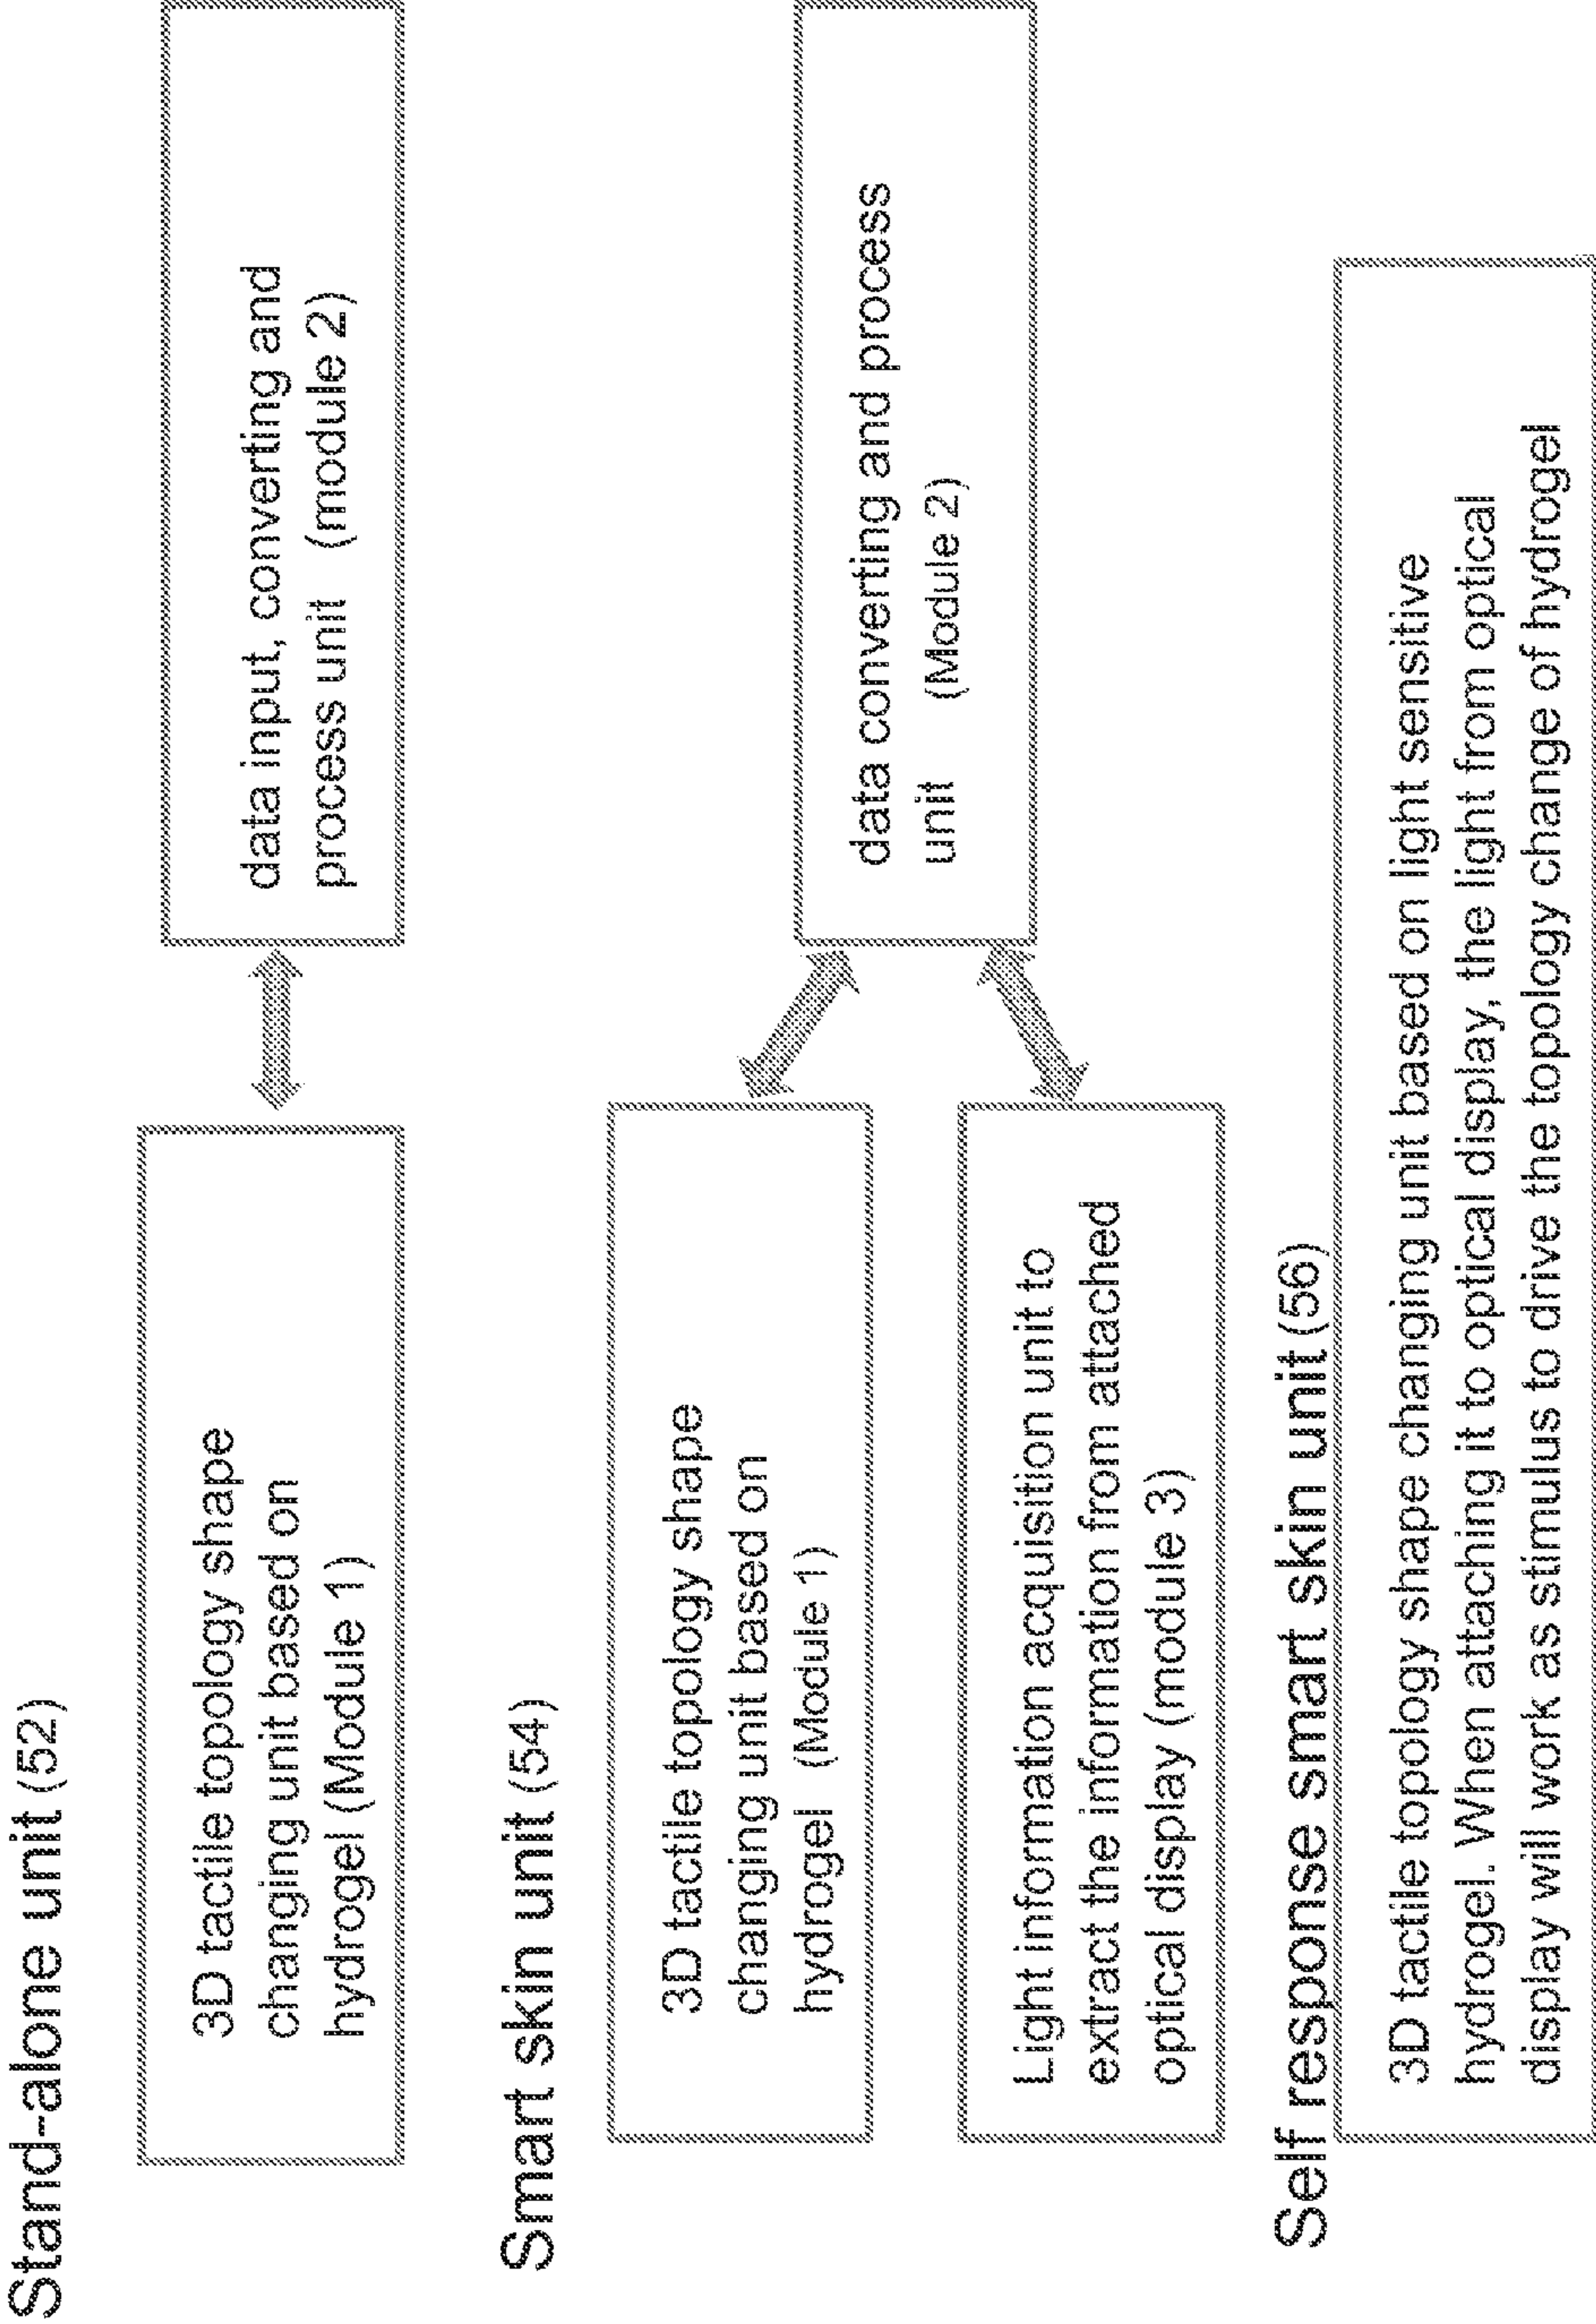 Stand-alone unit (52)
3D tactile topology shape
changing unit based on
hydrogel (Module 1)
data input, converting and
process unit (module 2)
Smart skin unit (54)
3D tactile topology shape
changing unit based on
hydrogel (Module 1)
data converting and process
unit (Module 2)
Light information acquisition unit to
extract the information from attached
optical display (module 3)
Self response smart skin unit (56)
3D tactile topology shape changing unit based on light sensitive
hydrogel. When attaching it to optical display, the light from optical
display will work as stimulus to drive the topology change of hydrogel